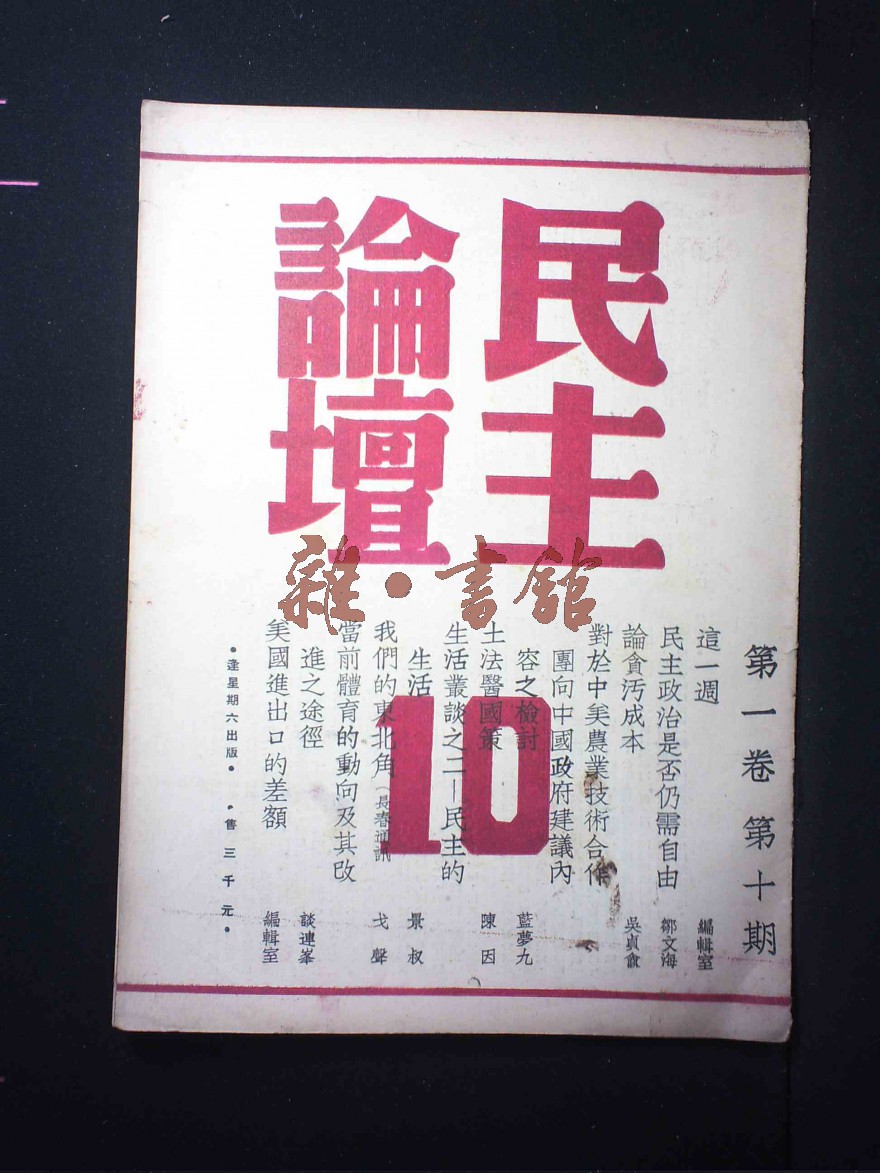 民主
論壇
雜·書館
10
第一卷 第十期
這一週 編輯室
民主政治是否仍需自由 鄒文海
論貪汚成本 吳貞
對於中美農業技術合作
團向中國政府建議內
容之檢討 藍夢九
土法醫國策 陳因
生活叢談之二—民主的
生活 景叔
我們的東北角(長春通訊 戈聲
當前體育的動向及其改
進之途徑 談連峯
美國進出口的差額 編輯室
•逢星期六出版• •售三千元•